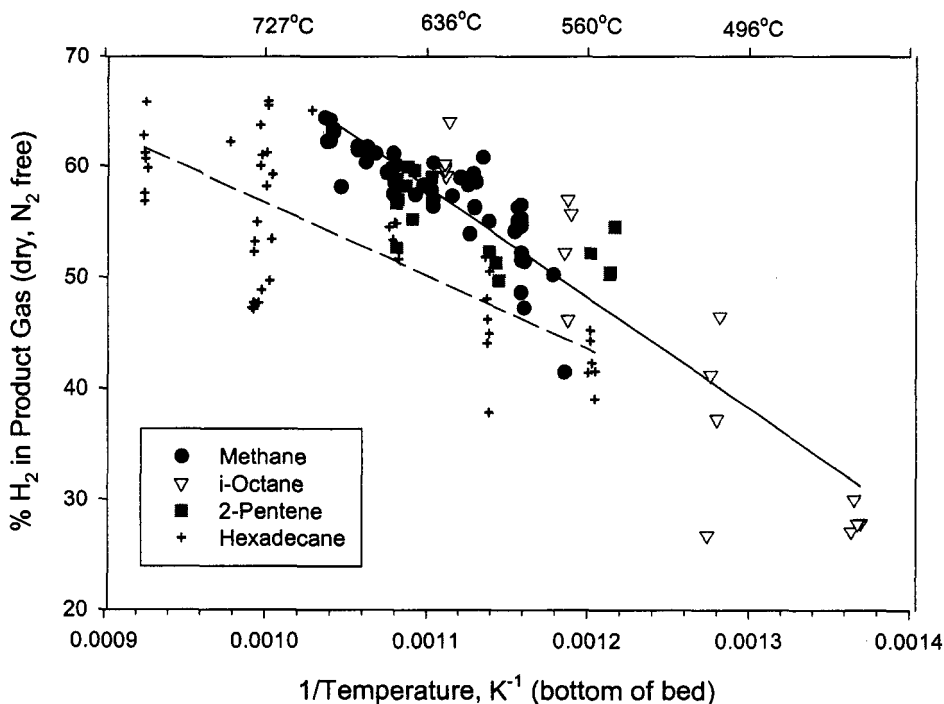 727°C 636°C 560°C 496°C
70
60
50
40
30
20
% H₂ in Product Gas (dry, N₂ free)
Methane
i-Octane
2-Pentene
Hexadecane
0.0009 0.0010 0.0011 0.0012 0.0013 0.0014
1/Temperature, K⁻¹ (bottom of bed)